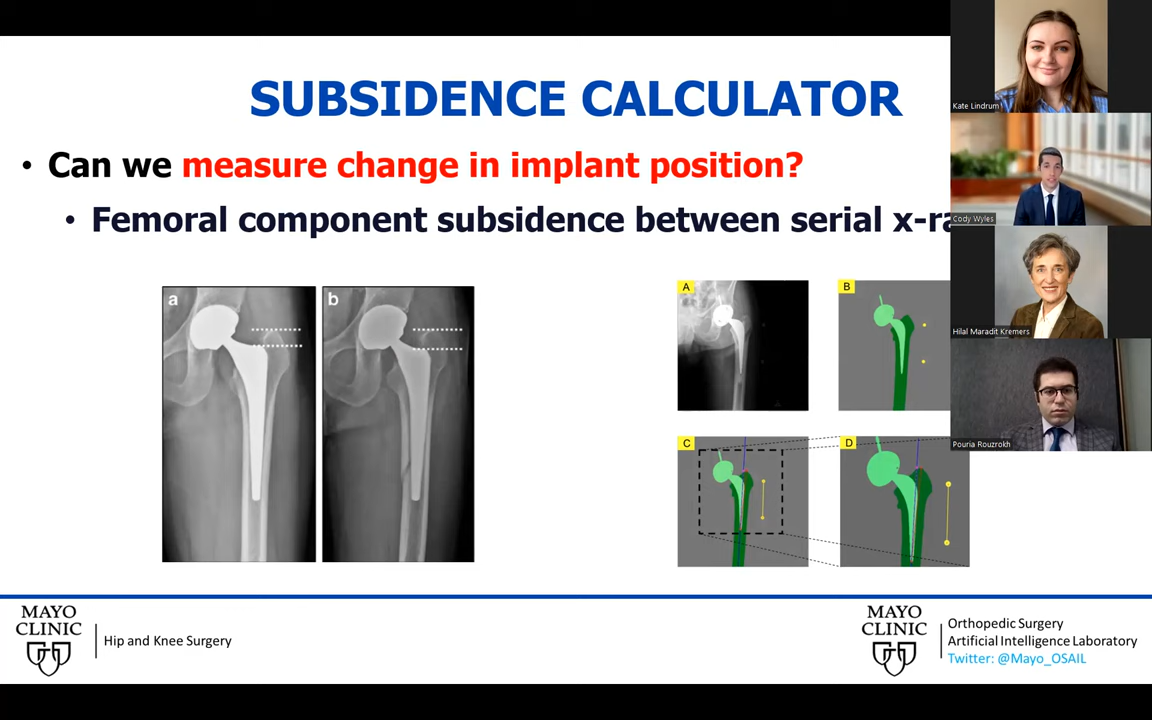 SUBSIDENCE CALCULATOR
• Can we measure change in implant position?
• Femoral component subsidence between serial
a
b
A
B
C
D
Kate Lindrum
Cody Wyles
Hilal Maradit Kremers
Pouria Rouzrokh
MAYO
CLINIC
Hip and Knee Surgery
MAYO
CLINIC
Orthopedic Surgery
Artificial Intelligence Laboratory
Twitter: @Mayo_OSAIL